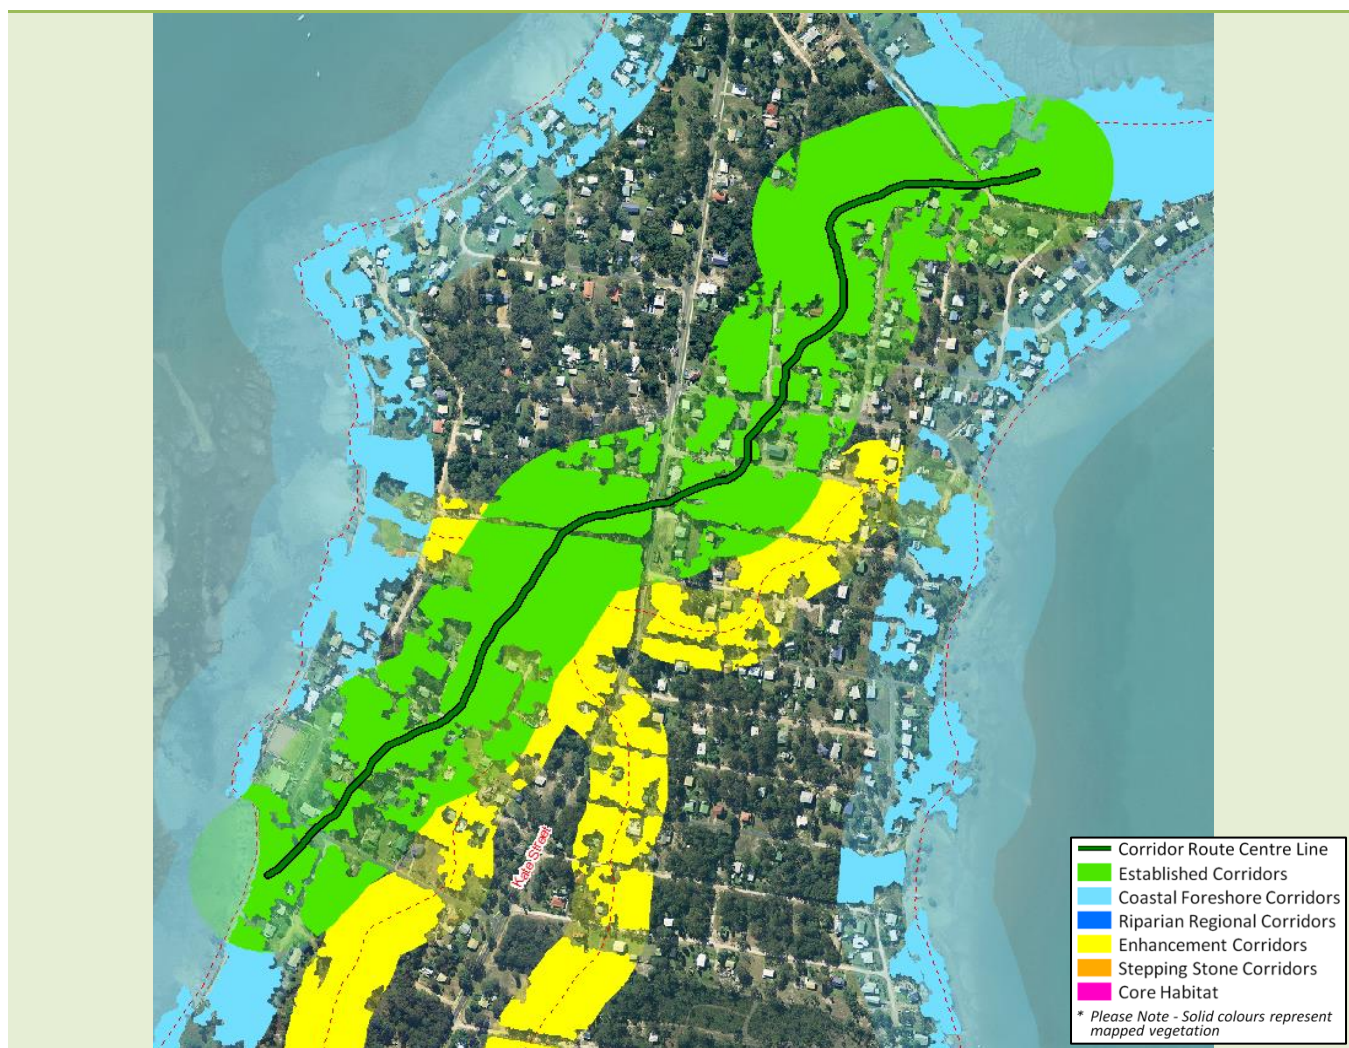 Kate Street
Corridor Route Centre Line
Established Corridors
Coastal Foreshore Corridors
Riparian Regional Corridors
Enhancement Corridors
Stepping Stone Corridors
Core Habitat
* Please Note - Solid colours represent
mapped vegetation